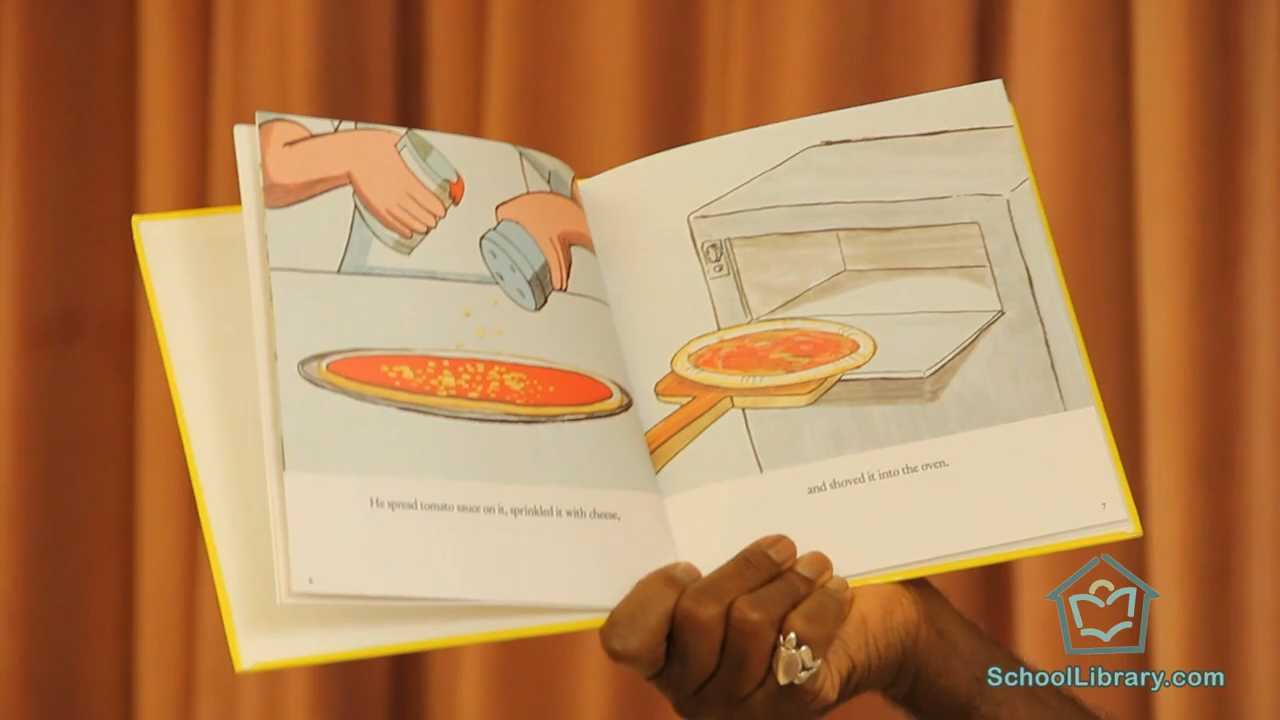 He spread tomato sauce on it, sprinkled it with cheese,
6
and shoved it into the oven.
7
SchoolLibrary.com